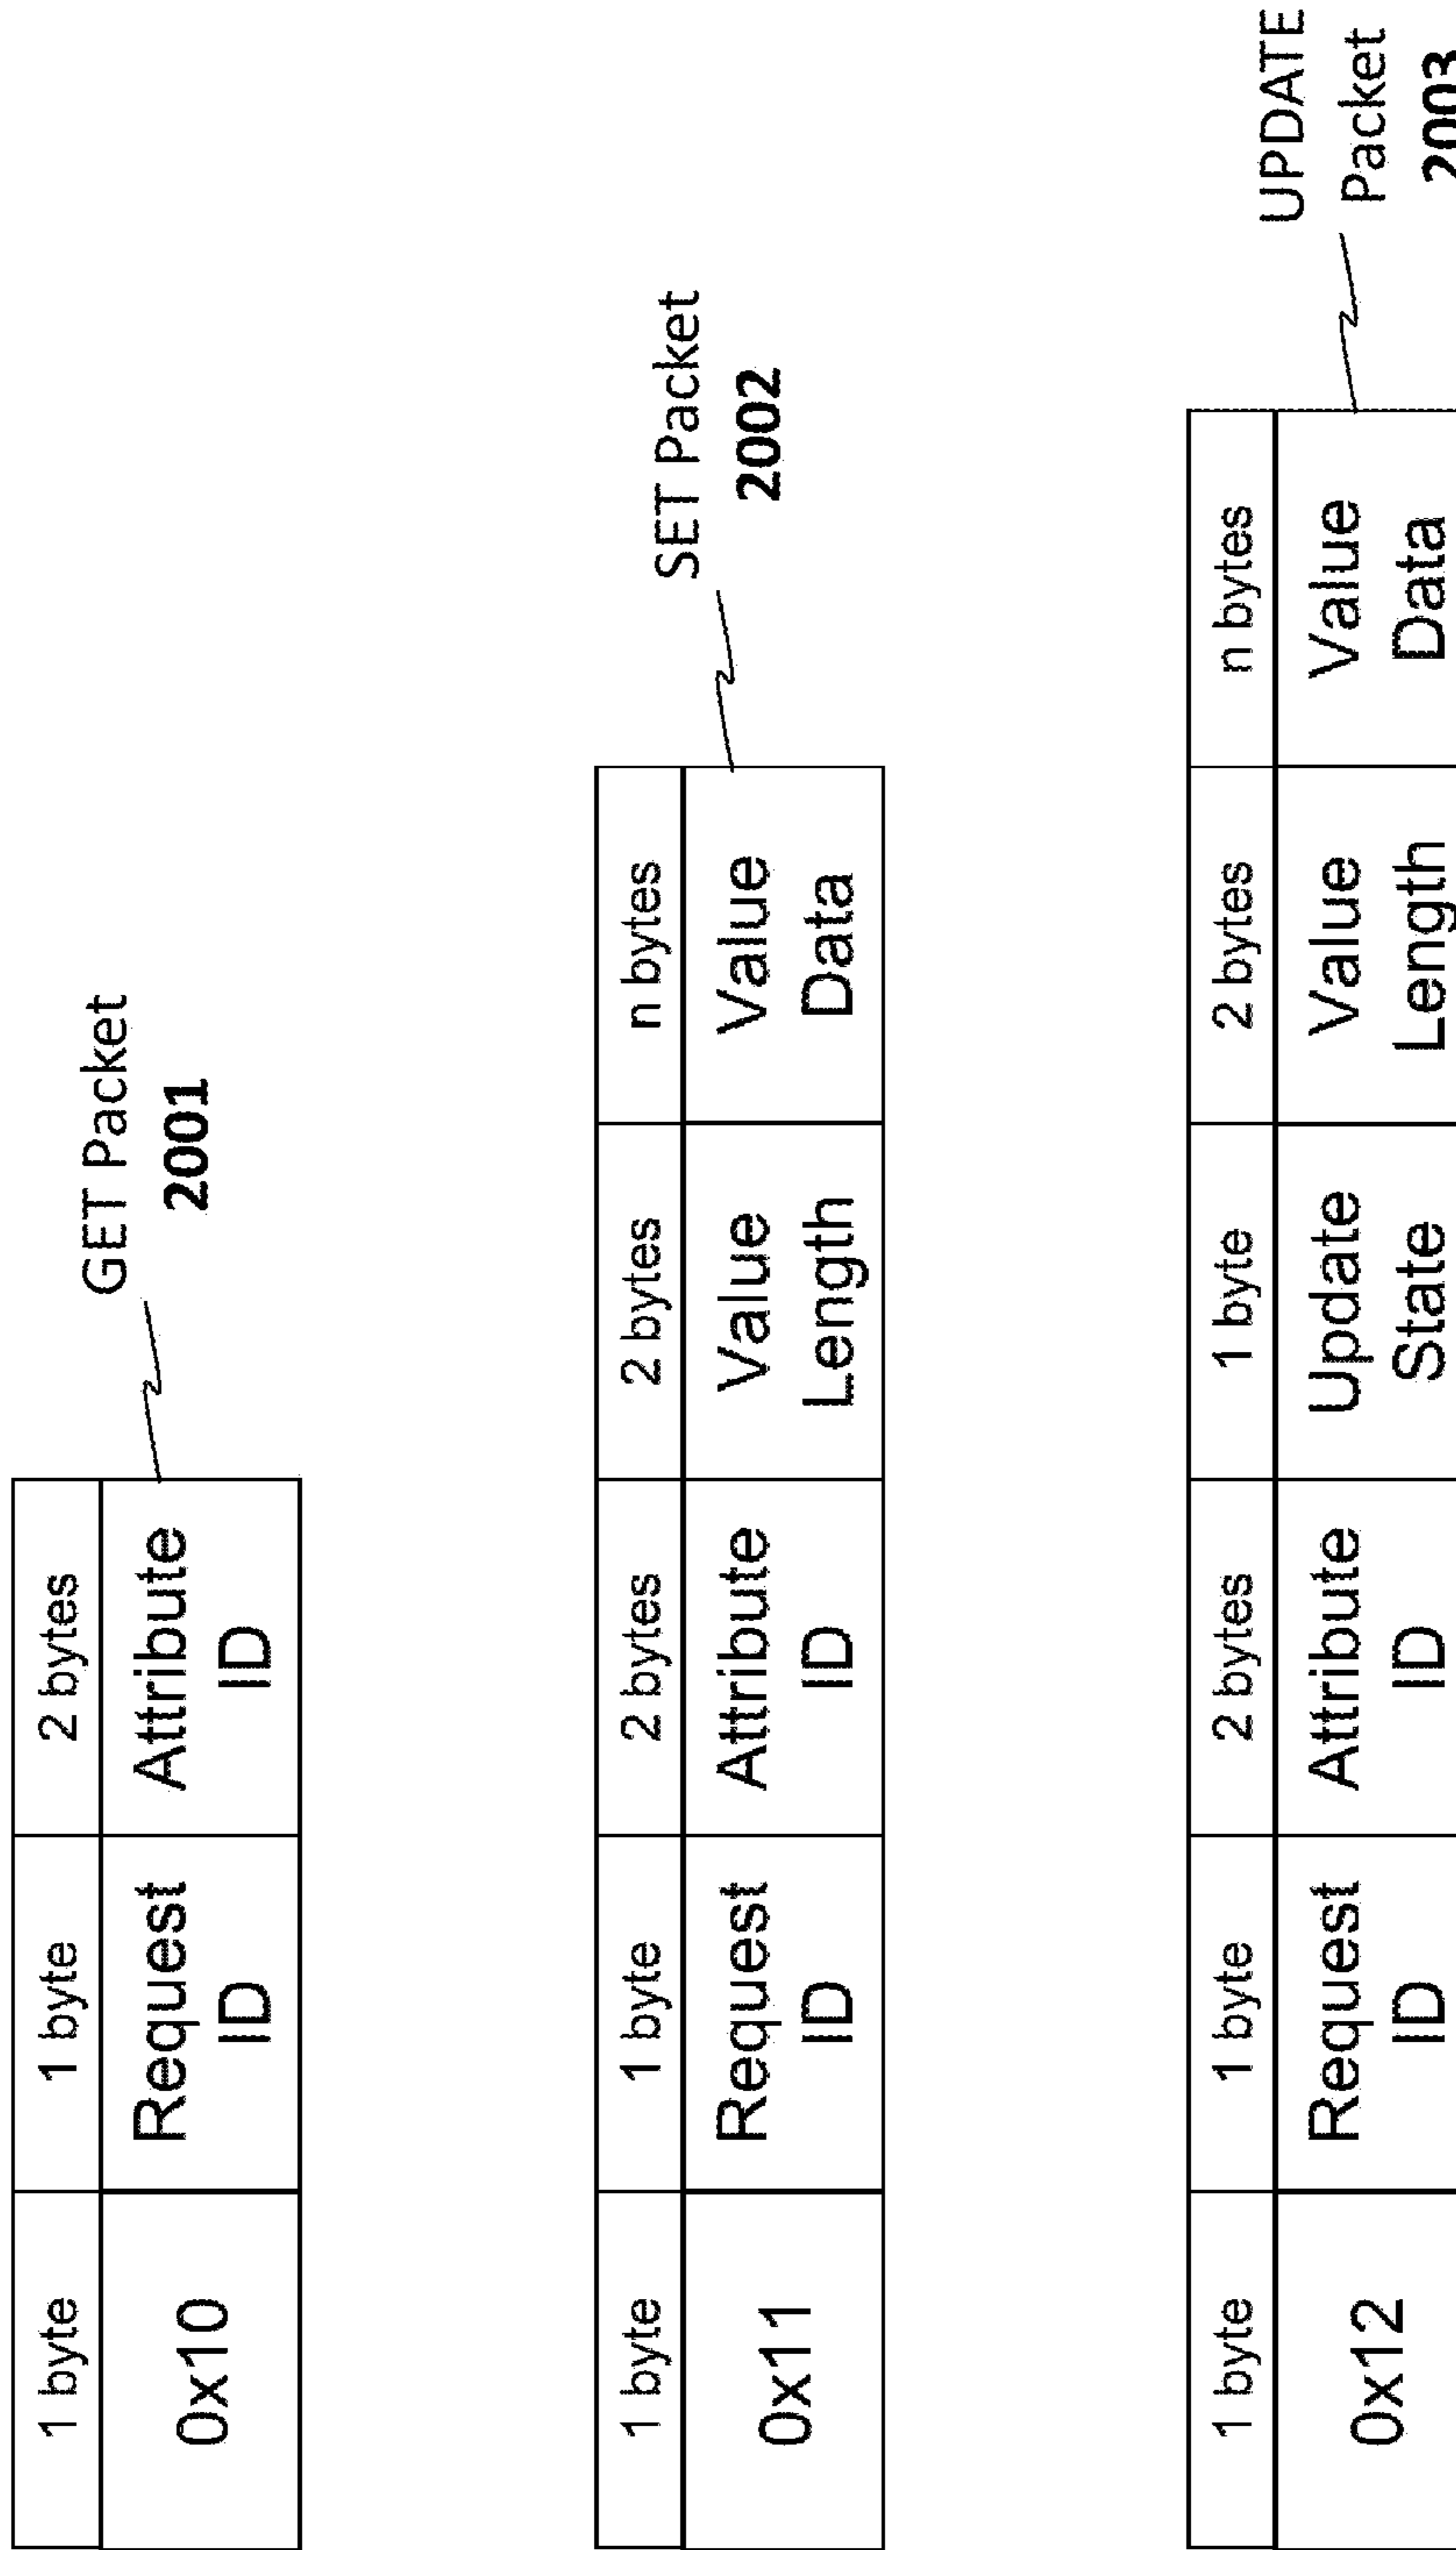 1 byte 1 byte 2 bytes
0x10 Request Attribute
ID ID
GET Packet
2001
1 byte 1 byte 2 bytes 2 bytes n bytes
0x11 Request Attribute Value Value
ID ID Length Data
SET Packet
2002
1 byte 1 byte 2 bytes 1 byte 2 bytes n bytes
0x12 Request Attribute Update Value Value
ID ID State Length Data
UPDATE
Packet
2003